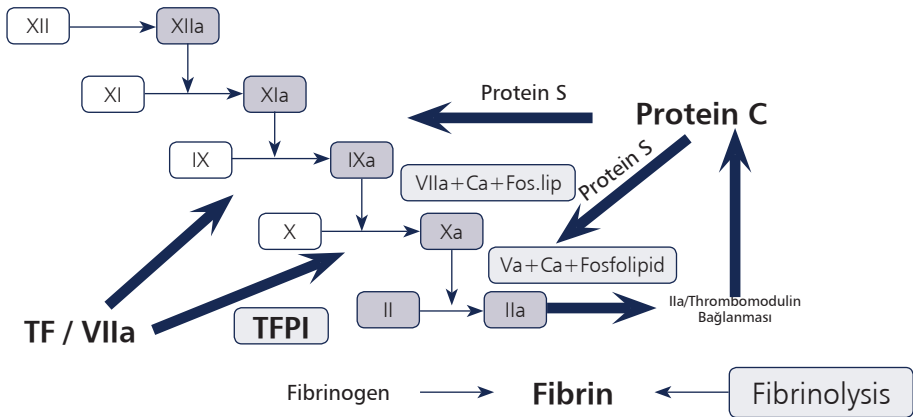 XII
XIIa
XI
XIa
Protein S
Protein C
IX
IXa
VIIa+Ca+Fos.lip
Protein S
X
Xa
Va+Ca+Fosfolipid
II
IIa
IIa/Thrombomodulin
Bağlanması
TF / VIIa
TFPI
Fibrinogen
Fibrin
Fibrinolysis